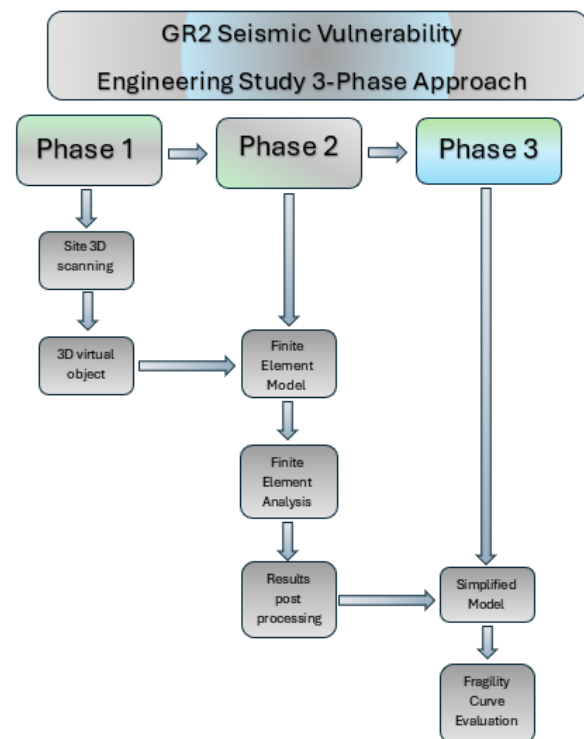 GR2 Seismic Vulnerability
Engineering Study 3-Phase Approach
Phase 1
Phase 2
Phase 3
Site 3D
scanning
3D virtual
object
Finite
Element
Model
Finite
Element
Analysis
Results
post
processing
Simplified
Model
Fragility
Curve
Evaluation